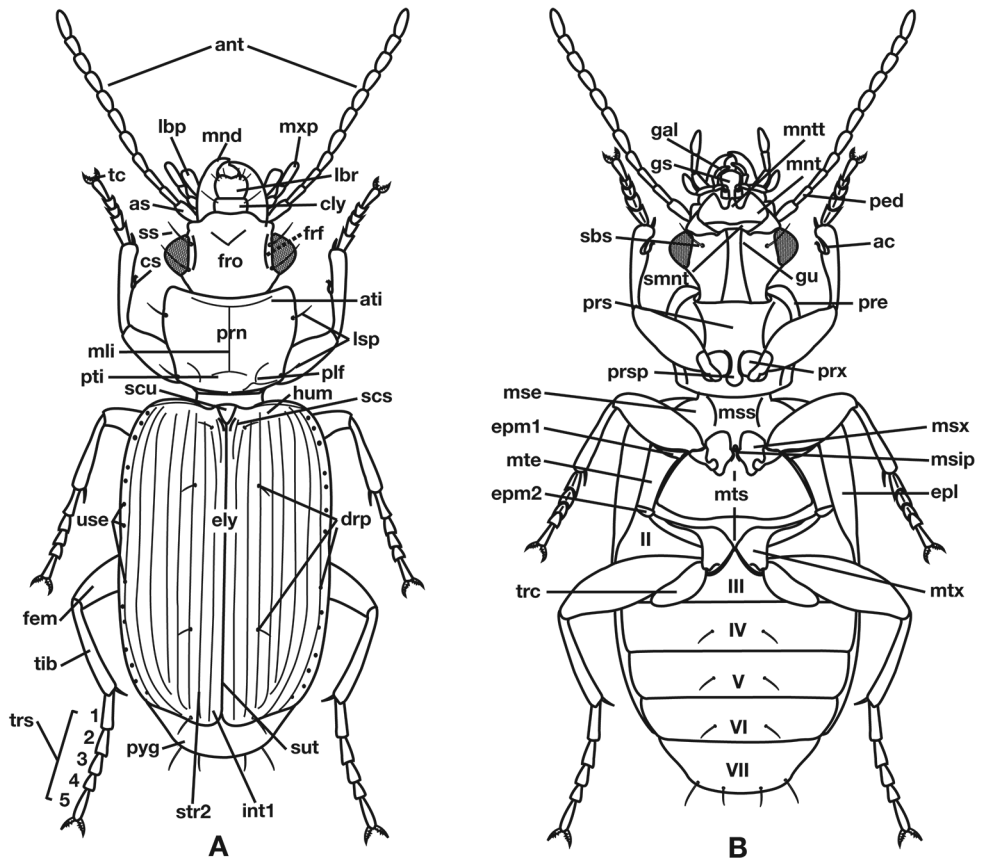 ant
lbp
mnd
mxp
lbr
tc
as
cly
ss
frf
cs
fro
ati
prn
lsp
mli
pti
plf
scu
hum
scs
use
ely
drp
fem
tib
trs
1
2
3
4
5
pyg
sut
str2
int1
A
gal
mntt
gs
mnt
ped
sbs
ac
smnt
gu
prs
pre
prsp
prx
mse
mss
epm1
msx
mte
msip
epm2
mts
epl
II
trc
III
mtx
IV
V
VI
VII
B